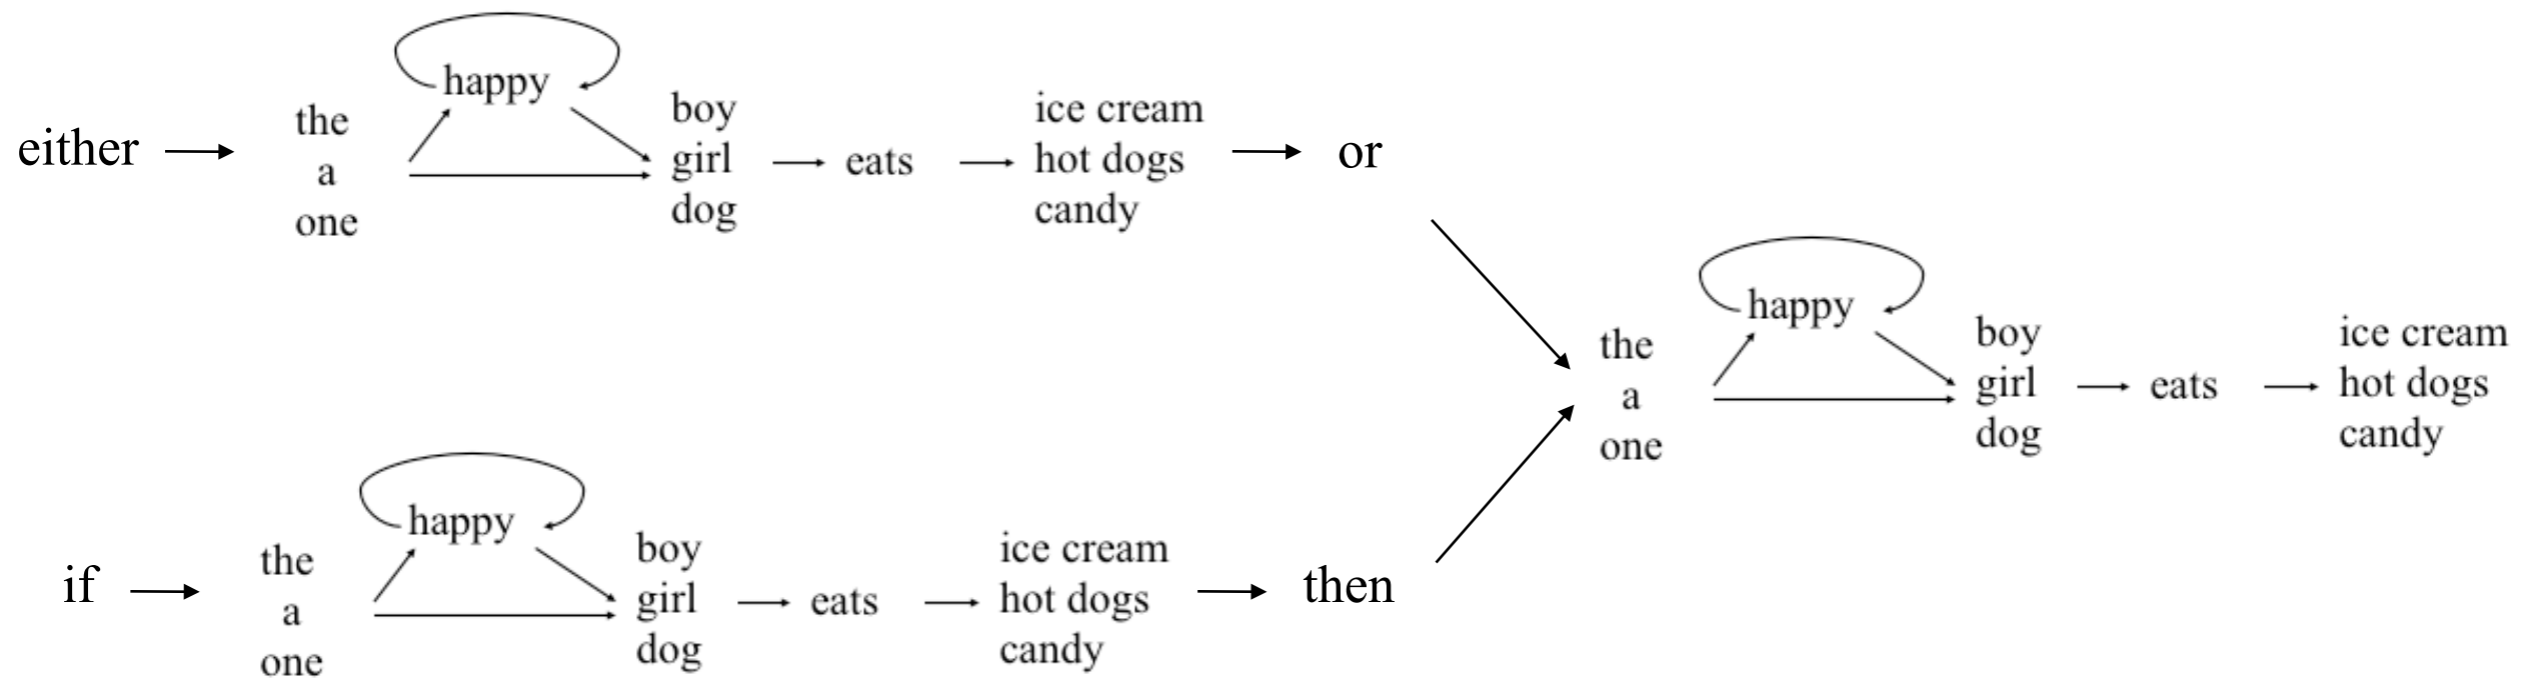 either
the
a
one
happy
boy
girl
dog
eats
ice cream
hot dogs
candy
or
if
the
a
one
happy
boy
girl
dog
eats
ice cream
hot dogs
candy
then
the
a
one
happy
boy
girl
dog
eats
ice cream
hot dogs
candy